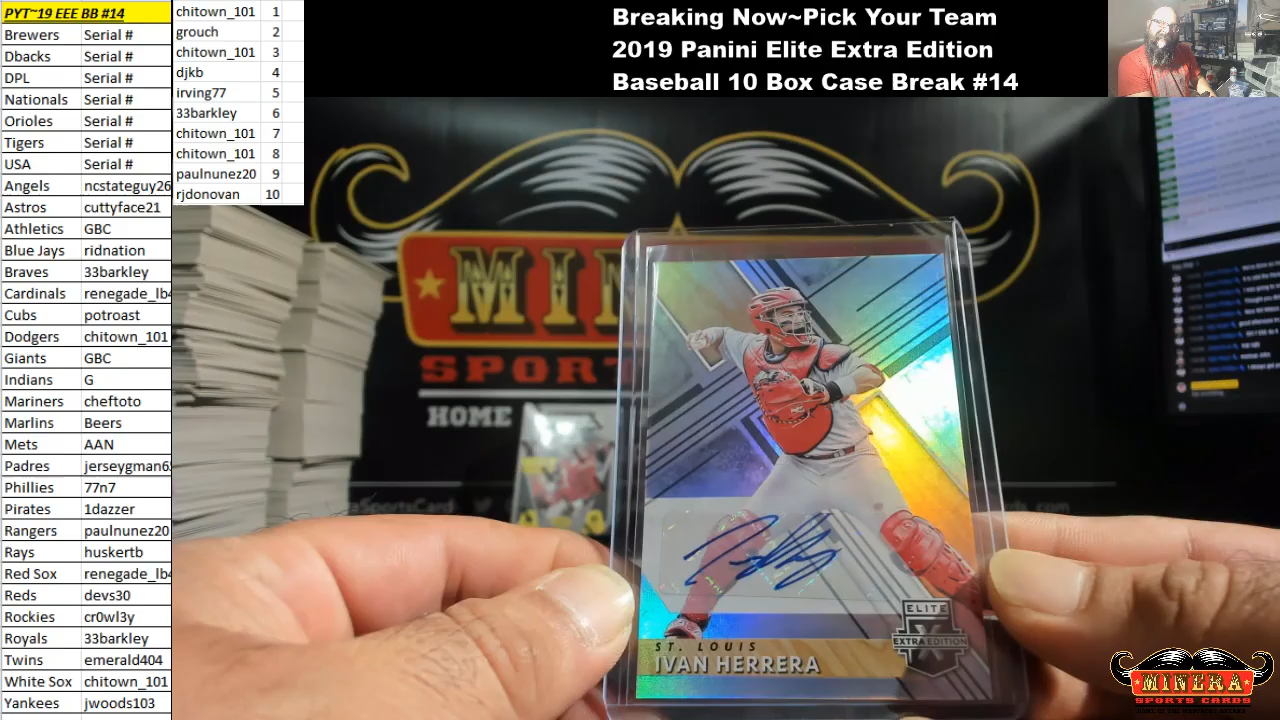 PYT~19 EEE BB #14
Brewers Serial #
Dbacks Serial #
DPL Serial #
Nationals Serial #
Orioles Serial #
Tigers Serial #
USA Serial #
Angels ncstateguy26
Astros cuttyface21
Athletics GBC
Blue Jays ridnation
Braves 33barkley
Cardinals renegade_lb4
Cubs potroast
Dodgers chitown_101
Giants GBC
Indians G
Mariners cheftoto
Marlins Beers
Mets AAN
Padres jerseygman6
Phillies 77n7
Pirates 1dazzer
Rangers paulnunez20
Rays huskertb
Red Sox renegade_lb4
Reds devs30
Rockies cr0wl3y
Royals 33barkley
Twins emerald404
White Sox chitown_101
Yankees jwoods103
chitown_101 1
grouch 2
chitown_101 3
djkb 4
irving77 5
33barkley 6
chitown_101 7
chitown_101 8
paulnunez20 9
rjdonovan 10
Breaking Now~Pick Your Team
2019 Panini Elite Extra Edition
Baseball 10 Box Case Break #14
MIN
SPORTS
HOME
ELITE
EXTRA EDITION
ST. LOUIS
IVAN HERRERA
MINERA
SPORTS CARDS